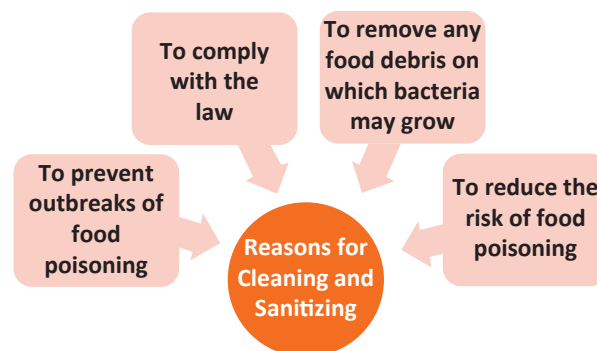 To prevent
outbreaks of
food
poisoning
To comply
with the
law
To remove any
food debris on
which bacteria
may grow
To reduce the
risk of food
poisoning
Reasons for
Cleaning and
Sanitizing